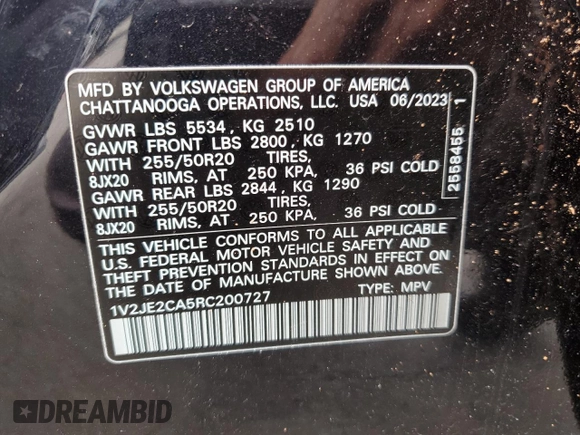 MFD BY VOLKSWAGEN GROUP OF AMERICA
CHATTANOOGA OPERATIONS, LLC. USA 06/2023
GVWR LBS 5534, KG 2510
GAWR FRONT LBS 2800, KG 1270
WITH 255/50R20 TIRES,
8JX20 RIMS, AT 250 KPA, 36 PSI COLD
GAWR REAR LBS 2844, KG 1290
WITH 255/50R20 TIRES,
8JX20 RIMS, AT 250 KPA, 36 PSI COLD
THIS VEHICLE CONFORMS TO ALL APPLICABLE
U.S. FEDERAL MOTOR VEHICLE SAFETY AND
THEFT PREVENTION STANDARDS IN EFFECT ON
THE DATE OF MANUFACTURE SHOWN ABOVE.
1V2JE2CA5RC200727 TYPE: MPV
2558455 1
DREAMBID